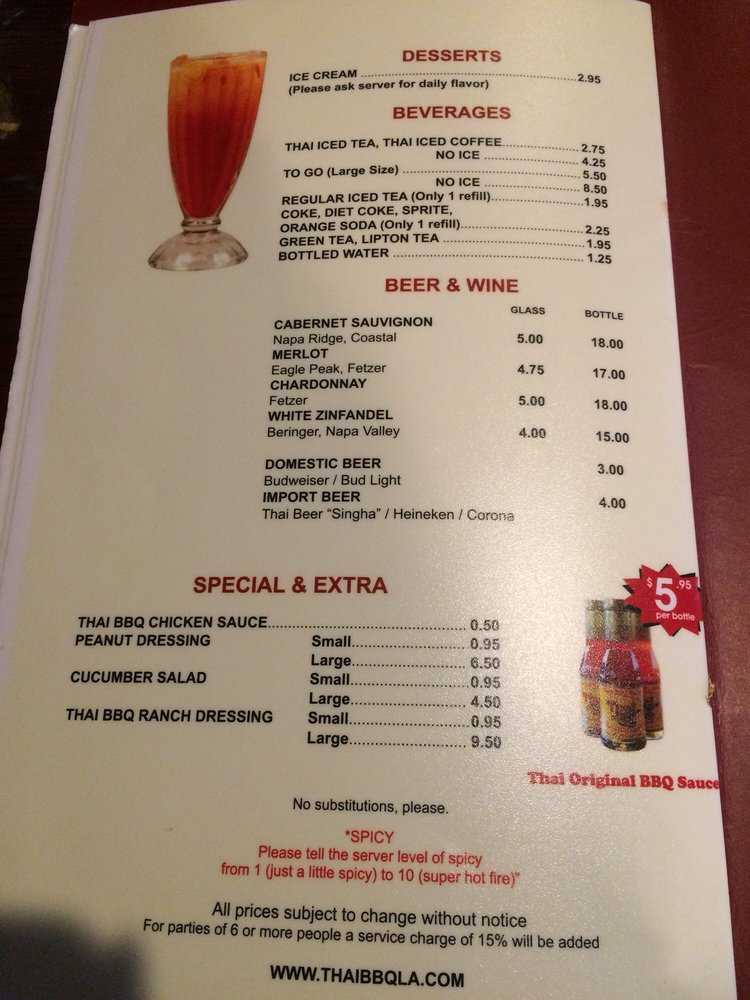 DESSERTS
ICE CREAM ........................................................ 2.95
(Please ask server for daily flavor)
BEVERAGES
THAI ICED TEA, THAI ICED COFFEE.................... 2.75
NO ICE ......................... 4.25
TO GO (Large Size) .............................................. 5.50
NO ICE ......................... 8.50
REGULAR ICED TEA (Only 1 refill)....................... 1.95
COKE, DIET COKE, SPRITE,
ORANGE SODA (Only 1 refill)............................... 2.25
GREEN TEA, LIPTON TEA .................................... 1.95
BOTTLED WATER ................................................. 1.25
BEER & WINE
GLASS BOTTLE
CABERNET SAUVIGNON
Napa Ridge, Coastal 5.00 18.00
MERLOT
Eagle Peak, Fetzer 4.75 17.00
CHARDONNAY
Fetzer 5.00 18.00
WHITE ZINFANDEL
Beringer, Napa Valley 4.00 15.00
DOMESTIC BEER 3.00
Budweiser / Bud Light
IMPORT BEER 4.00
Thai Beer “Singha” / Heineken / Corona
SPECIAL & EXTRA
THAI BBQ CHICKEN SAUCE.................................................. 0.50
PEANUT DRESSING Small............................. 0.95
Large............................. 6.50
CUCUMBER SALAD Small............................. 0.95
Large............................. 4.50
THAI BBQ RANCH DRESSING Small............................. 0.95
Large............................. 9.50
$5.95
per bottle
Thai Original BBQ Sauce
No substitutions, please.
*SPICY
Please tell the server level of spicy
from 1 (just a little spicy) to 10 (super hot fire)"
All prices subject to change without notice
For parties of 6 or more people a service charge of 15% will be added
WWW.THAIBBQLA.COM